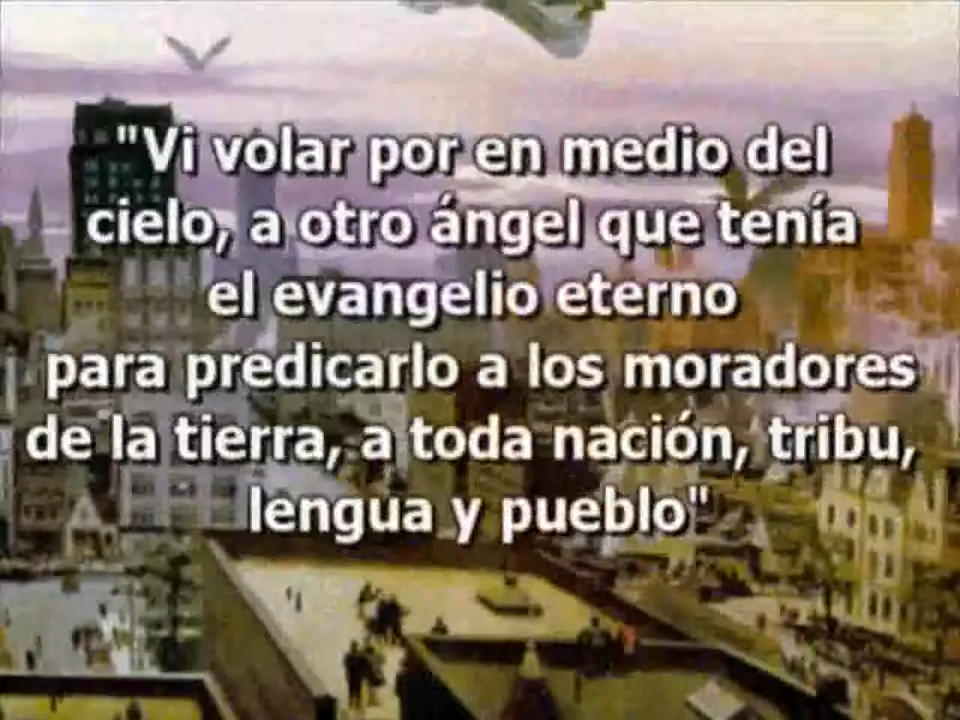 "Vi volar por en medio del
cielo, a otro ángel que tenía
el evangelio eterno
para predicarlo a los moradores
de la tierra, a toda nación, tribu,
lengua y pueblo"